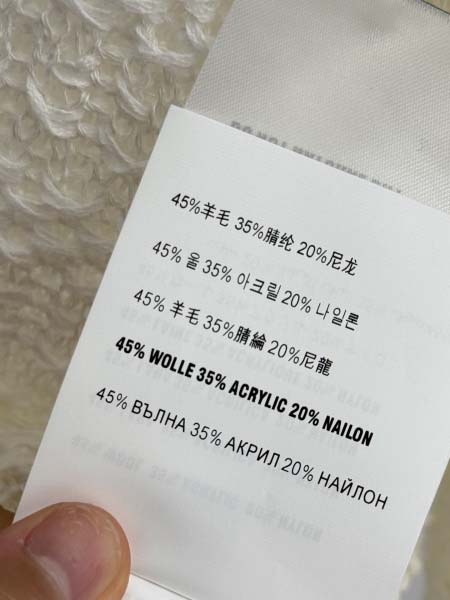 45%羊毛 35%腈纶 20%尼龙
45% 울 35% 아크릴 20% 나일론
45% 羊毛 35%腈綸 20%尼龍
45% WOLLE 35% ACRYLIC 20% NAILON
45% ВЪЛНА 35% АКРИЛ 20% НАЙЛОН